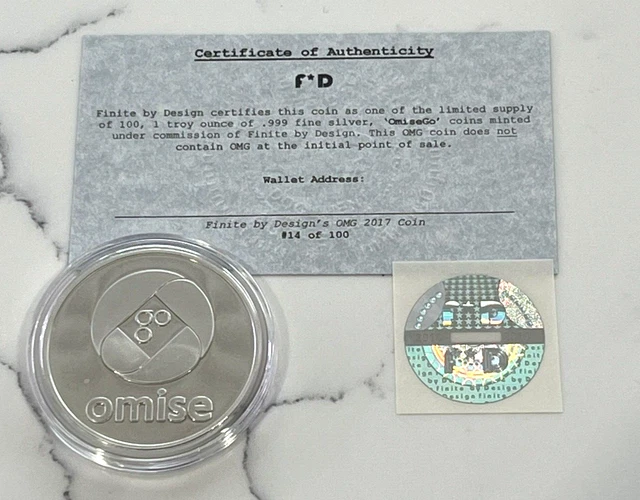 Certificate of Authenticity
F*D
Finite by Design certifies this coin as one of the limited supply
of 100, 1 troy ounce of .999 fine silver, 'OmiseGo' coins minted
under commission of Finite by Design. This OMG coin does not
contain OMG at the initial point of sale.
Wallet Address:
Finite by Design's OMG 2017 Coin
#14 of 100
go
omise
F*D